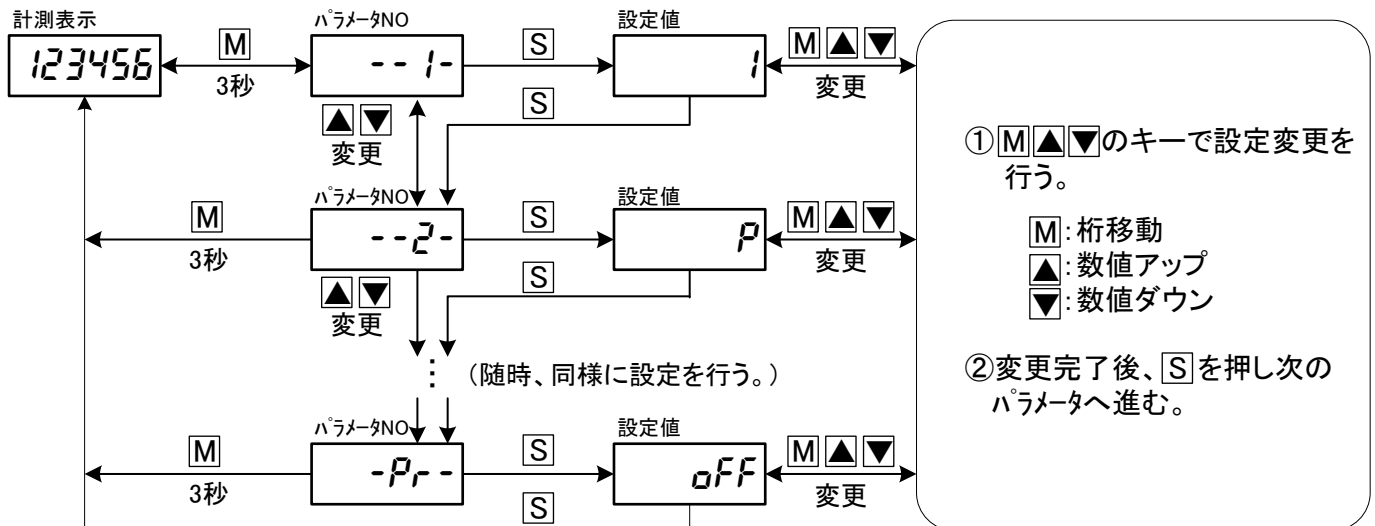 計測表示
パラメータNO
設定値
123456
M
3秒
--1-
S
1
M▲▼
変更
S
▲▼
変更
パラメータNO
設定値
M
3秒
--2-
S
P
M▲▼
変更
S
▲▼
変更
⋮ (随時、同様に設定を行う。)
パラメータNO
設定値
M
3秒
-Pr-
S
oFF
M▲▼
変更
S
①M▲▼のキーで設定変更を
行う。
M:桁移動
▲:数値アップ
▼:数値ダウン
②変更完了後、Sを押し次の
パラメータへ進む。